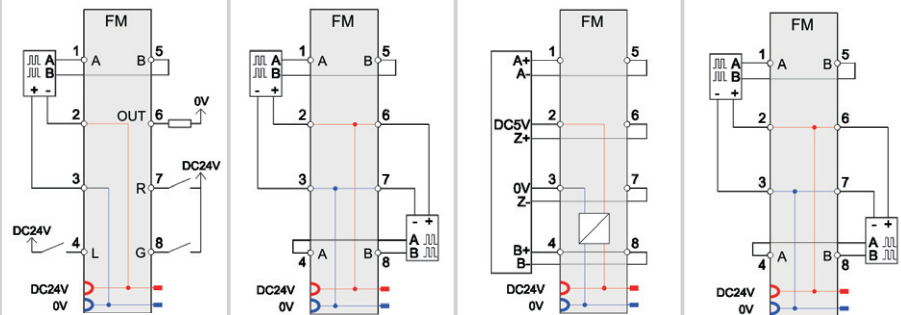 FM
1 A B 5
A
B
+ -
2 OUT 6 0V
DC24V
3 R 7
DC24V
4 L G 8
DC24V
0V
FM
1 A B 5
A
B
- +
2 6
3 7
- +
A
B
4 A B 8
DC24V
0V
FM
A+ 1 5
A-
DC5V 2 6
Z+
0V 3 7
Z-
B+ 4 8
B-
DC24V
0V
FM
1 A B 5
A
B
- +
2 6
3 7
- +
A
B
4 A B 8
DC24V
0V